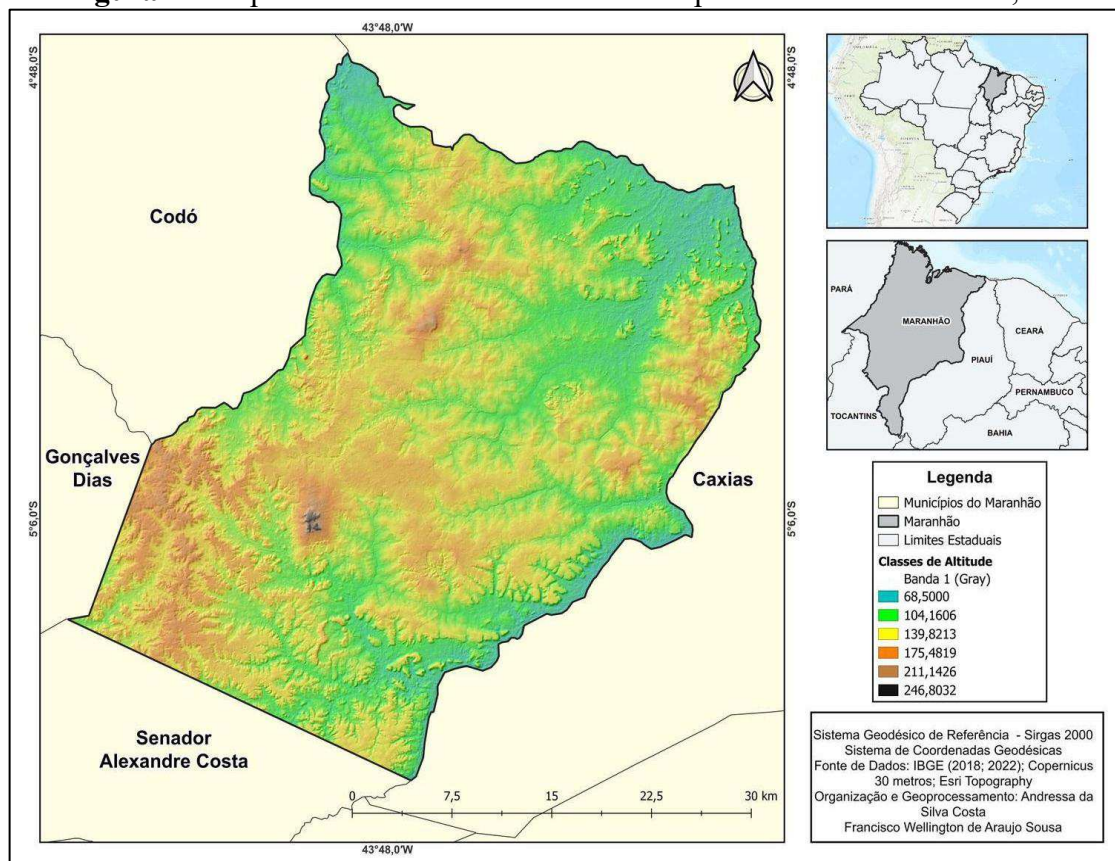 43°48,0'W
4°48,0'S
4°48,0'S
Codó
Gonçalves
Dias
Caxias
5°6,0'S
5°6,0'S
Senador
Alexandre Costa
0 7,5 15 22,5 30 km
43°48,0'W
PARÁ
MARANHÃO
CEARÁ
PIAUÍ
PERNAMBUCO
TOCANTINS
BAHIA
Legenda
Municípios do Maranhão
Maranhão
Limites Estaduais
Classes de Altitude
Banda 1 (Gray)
68,5000
104,1606
139,8213
175,4819
211,1426
246,8032
Sistema Geodésico de Referência - Sirgas 2000
Sistema de Coordenadas Geodésicas
Fonte de Dados: IBGE (2018; 2022); Copernicus
30 metros; Esri Topography
Organização e Geoprocessamento: Andressa da
Silva Costa
Francisco Wellington de Araujo Sousa